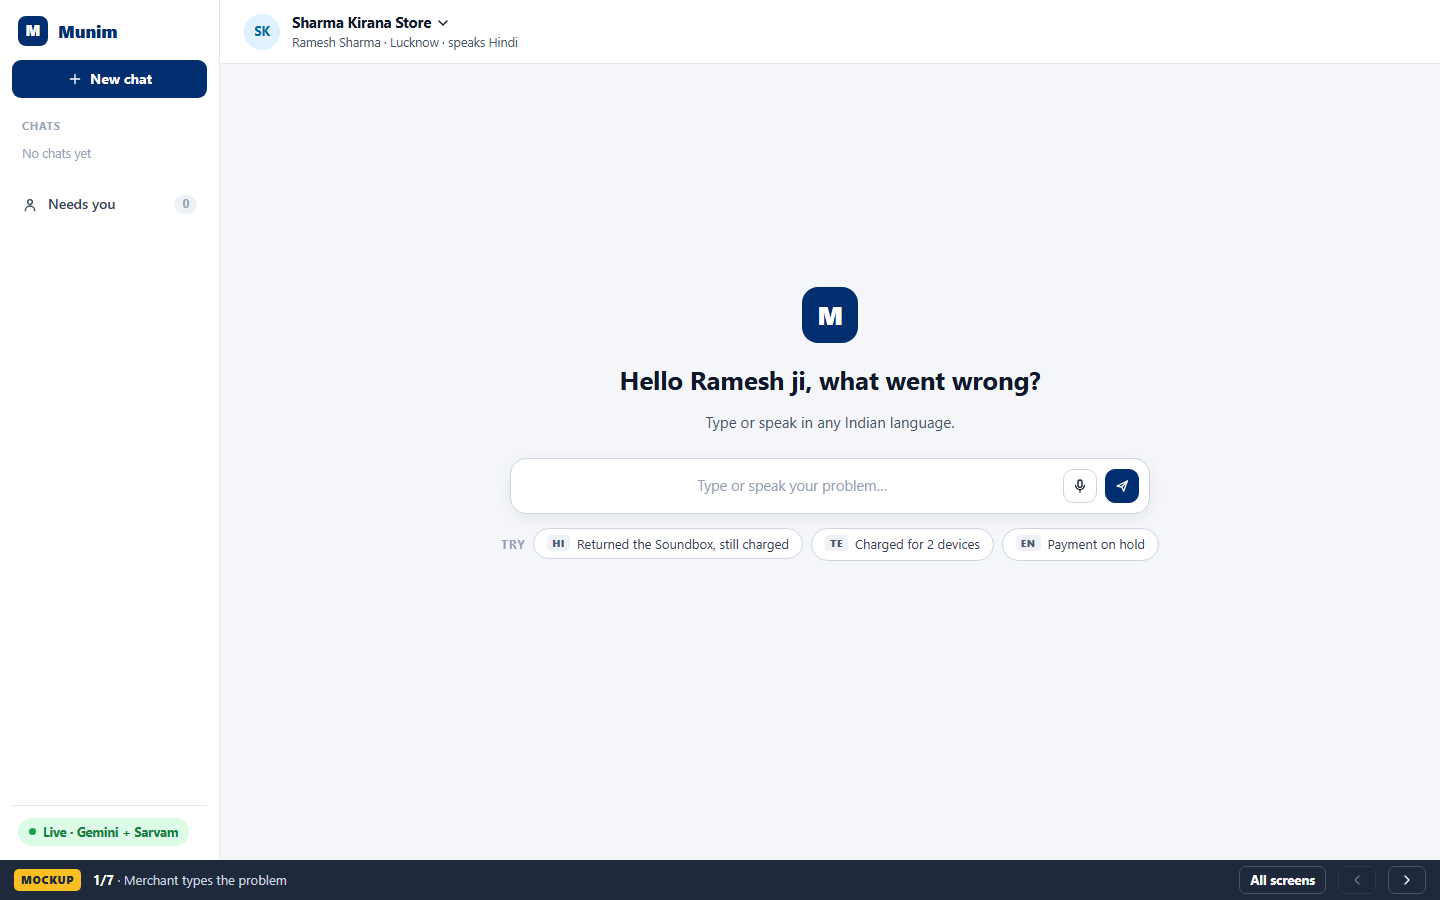 M Munim
+ New chat
CHATS
No chats yet
Needs you 0
Live · Gemini + Sarvam
SK
Sharma Kirana Store
Ramesh Sharma · Lucknow · speaks Hindi
M
Hello Ramesh ji, what went wrong?
Type or speak in any Indian language.
Type or speak your problem...
TRY HI Returned the Soundbox, still charged TE Charged for 2 devices EN Payment on hold
MOCKUP 1/7 · Merchant types the problem All screens